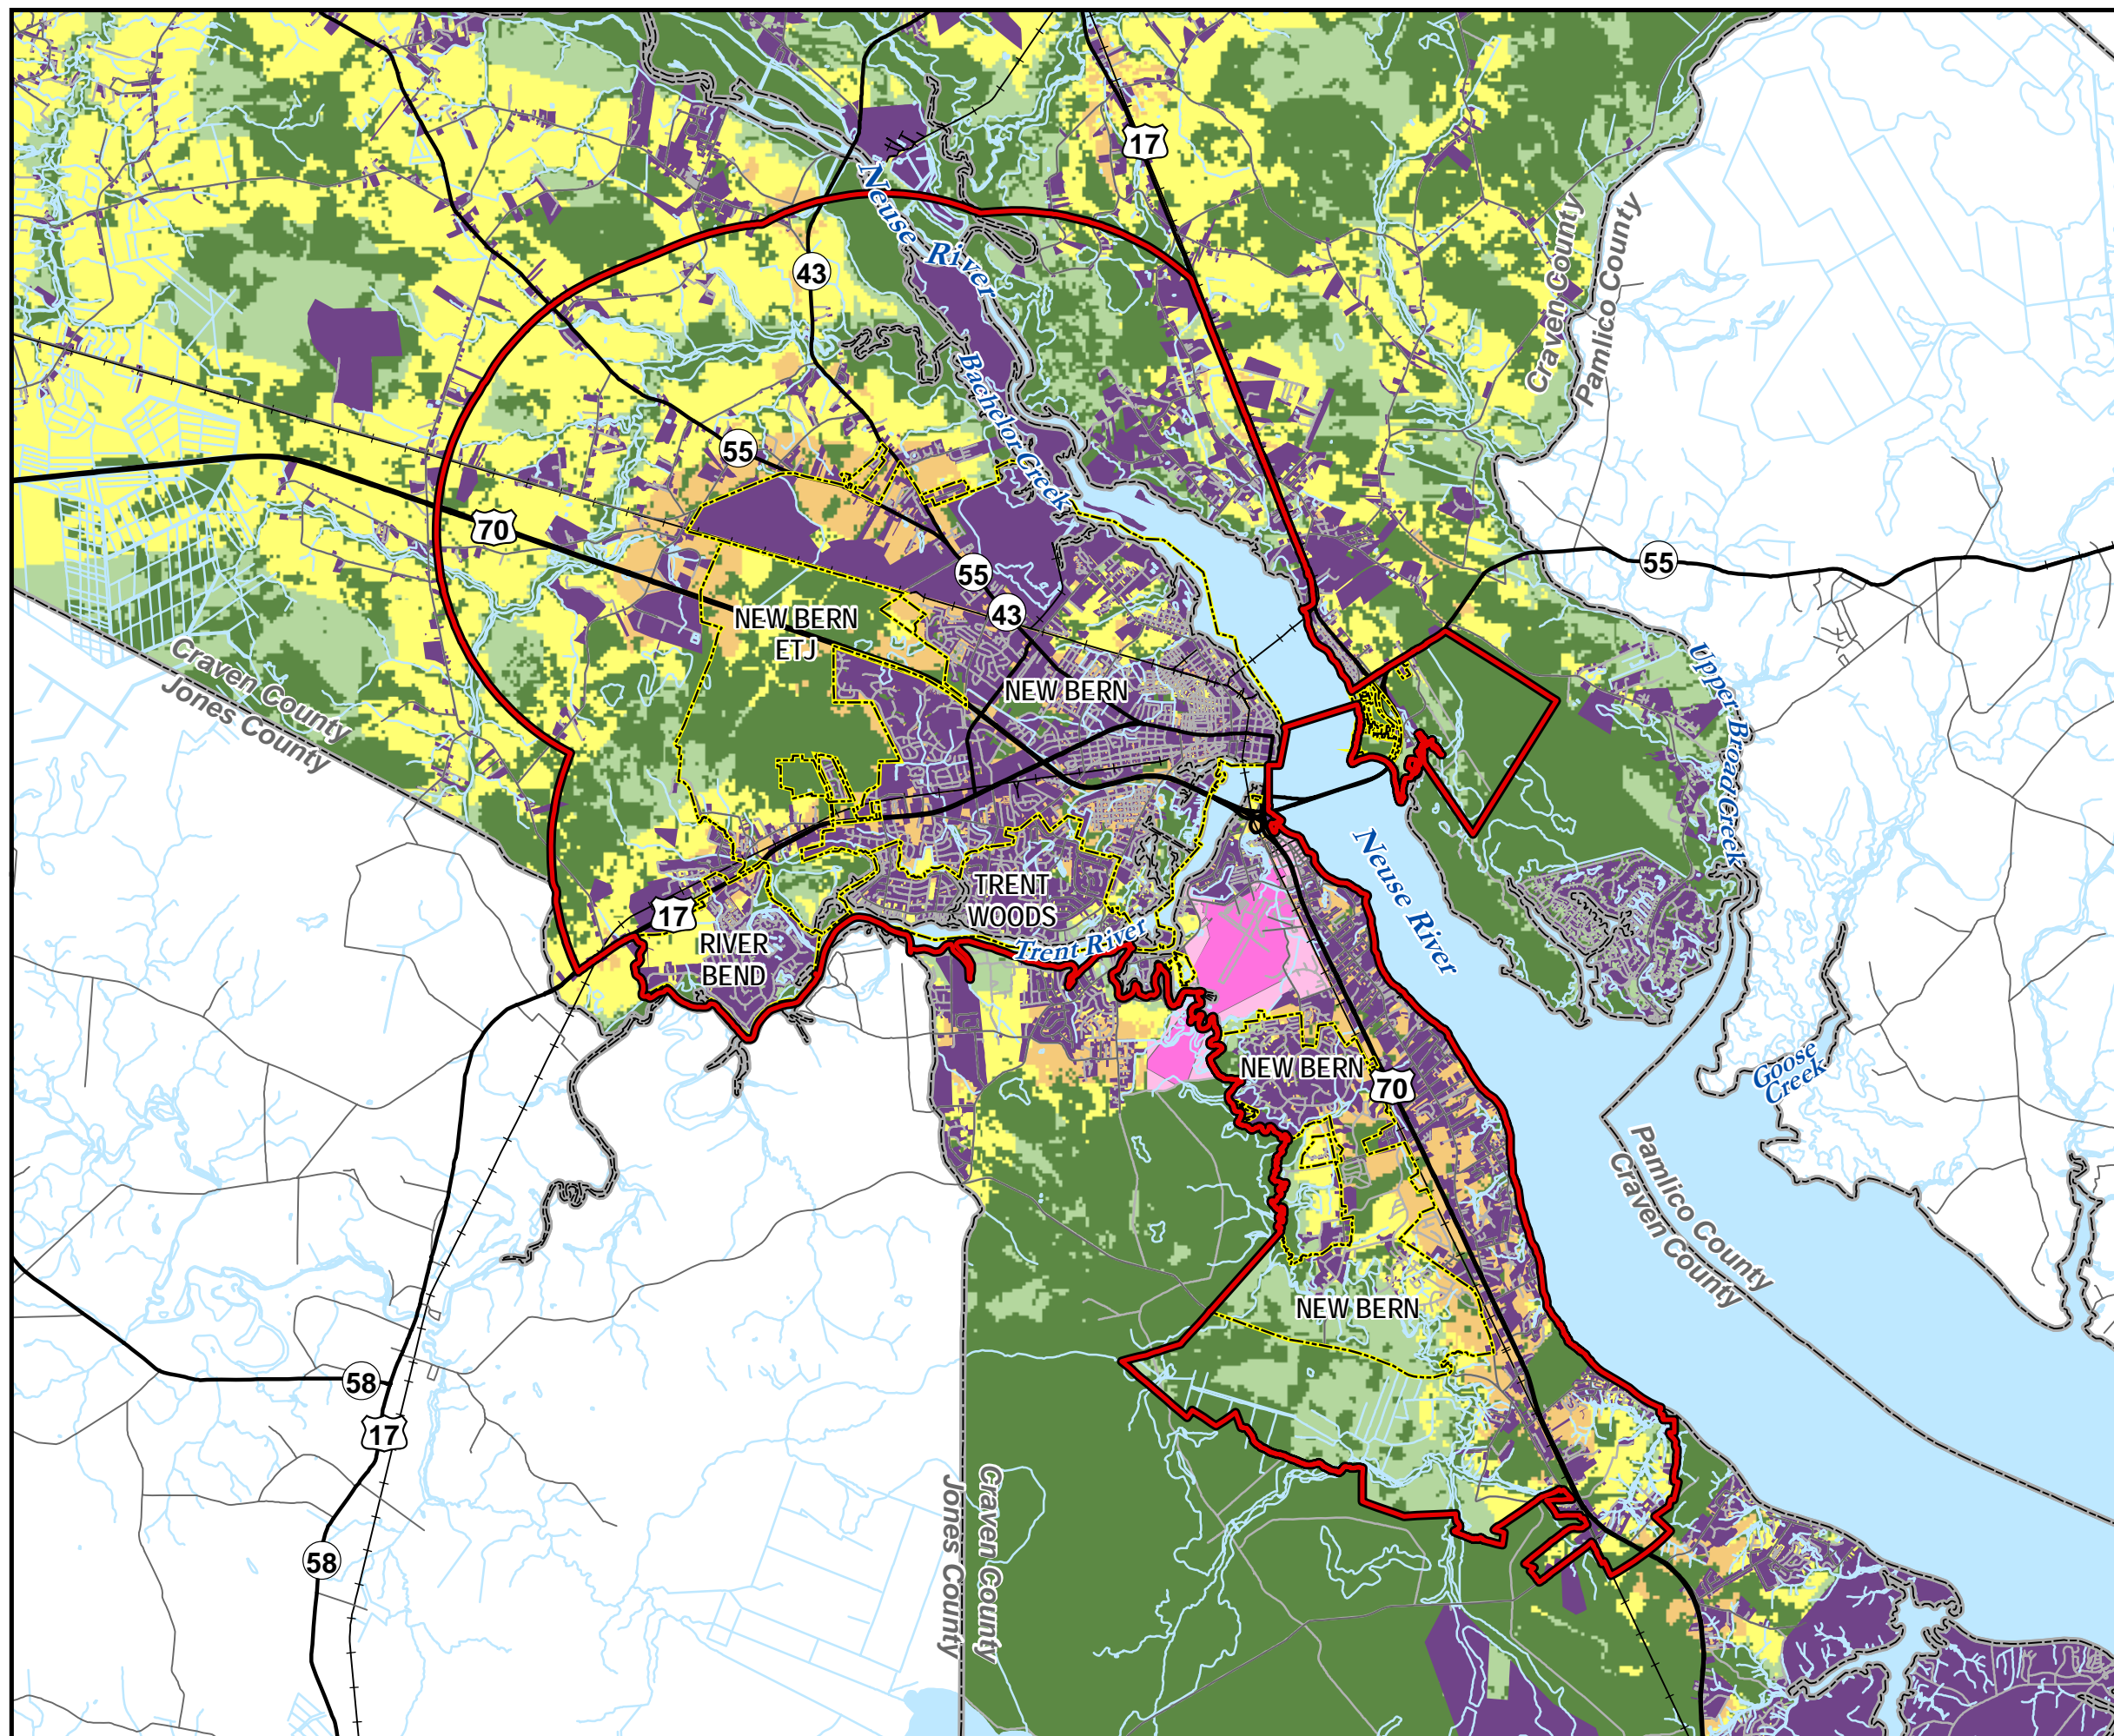 17
Neuse River
43
Craven County
Pamlico County
Bachelor Creek
55
70
55
55
43
NEW BERN
ETJ
Craven County
Jones County
NEW BERN
Upper Broad Creek
17
TRENT
WOODS
Neuse River
RIVER
BEND
Trent River
NEW BERN
70
Goose
Creek
Pamlico County
Craven County
NEW BERN
58
17
Craven County
Jones County
58